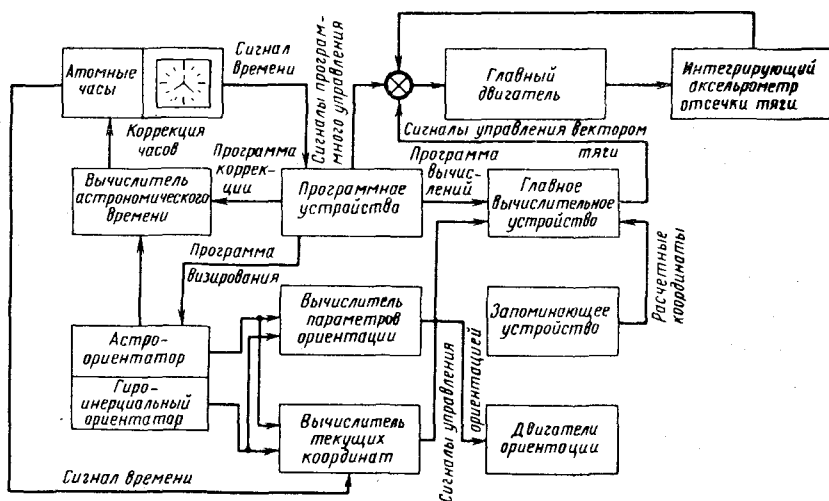 Атомные
часы
Сигнал
времени
Сигналы програм-
много управления
Главный
двигатель
Интегрирующий
акселерометр
отсечки тяги
Коррекция
часов
Программа
коррек-
ции
Сигналы управления вектором
тяги
Программа
вычис-
лений
Вычислитель
астрономического
времени
Программное
устройство
Главное
вычислительное
устройство
Программа
визирования
Расчетные
координаты
Вычислитель
параметров
ориентации
Запоминающее
устройство
Астро-
ориентатор
Гиро-
инерциальный
ориентатор
Вычислитель
текущих
координат
Сигналы управления
ориентацией
Двигатели
ориентации
Сигнал времени